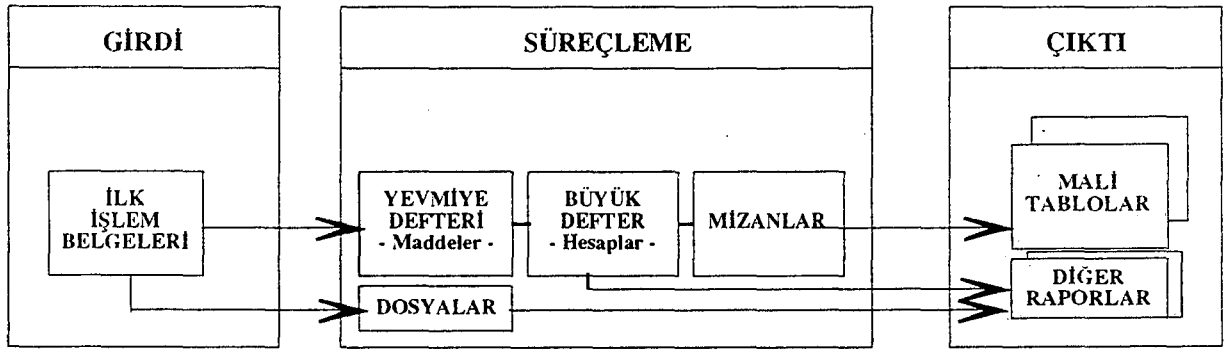 GİRDİ
SÜREÇLEME
ÇIKTI
İLK
İŞLEM
BELGELERİ
YEVMİYE
DEFTERİ
- Maddeler -
BÜYÜK
DEFTER
- Hesaplar -
MİZANLAR
DOSYALAR
MALİ
TABLOLAR
DİĞER
RAPORLAR